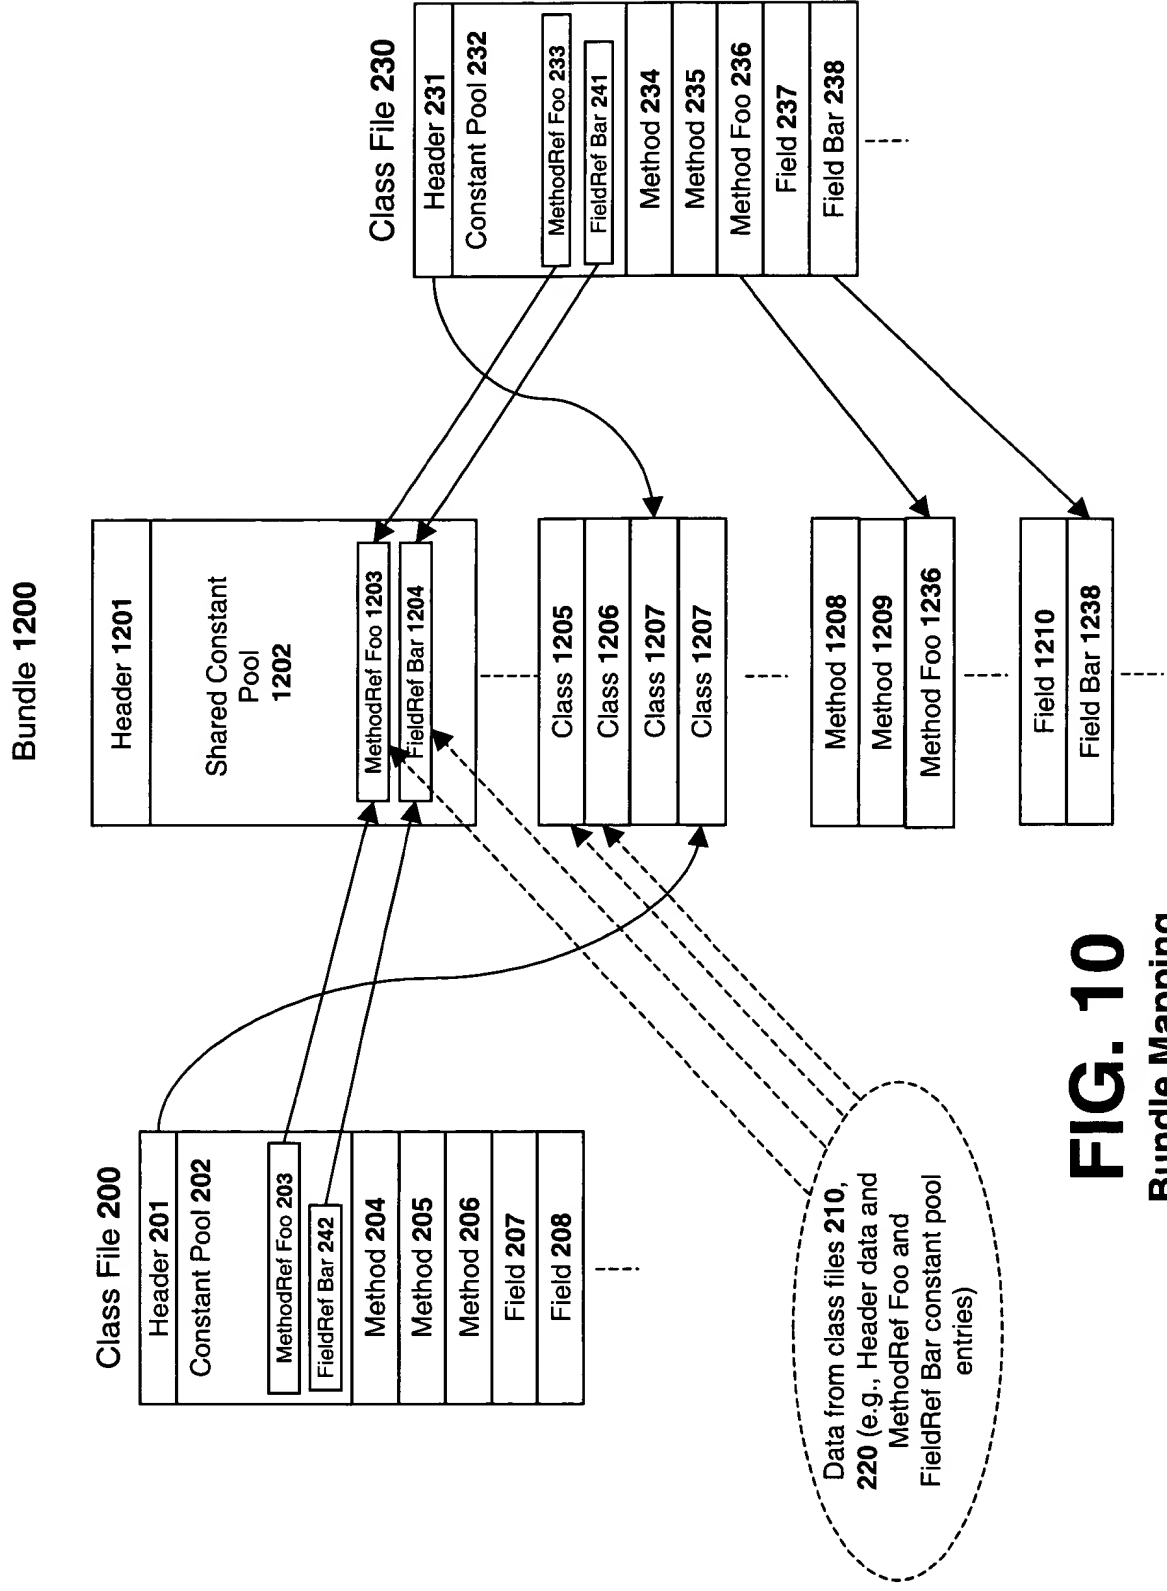 Bundle 1200
Header 1201
Shared Constant
Pool
1202
MethodRef Foo 1203
FieldRef Bar 1204
Class 1205
Class 1206
Class 1207
Class 1207
Method 1208
Method 1209
Method Foo 1236
Field 1210
Field Bar 1238
Class File 200
Header 201
Constant Pool 202
MethodRef Foo 203
FieldRef Bar 242
Method 204
Method 205
Method 206
Field 207
Field 208
Class File 230
Header 231
Constant Pool 232
MethodRef Foo 233
FieldRef Bar 241
Method 234
Method 235
Method Foo 236
Field 237
Field Bar 238
Data from class files 210,
220 (e.g., Header data and
MethodRef Foo and
FieldRef Bar constant pool
entries)
FIG. 10
Bundle Mapping